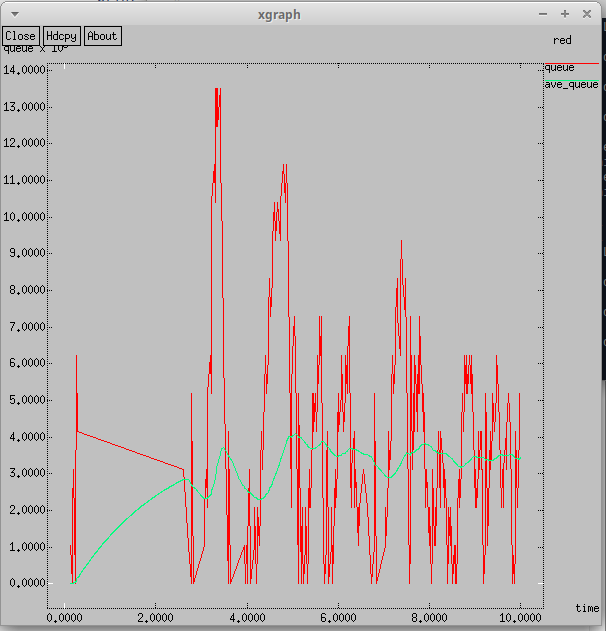 xgraph
Close Hdcpy About
queue x 10³
red
queue
ave_queue
14.0000
13.0000
12.0000
11.0000
10.0000
9.0000
8.0000
7.0000
6.0000
5.0000
4.0000
3.0000
2.0000
1.0000
0.0000
time
0.0000 2.0000 4.0000 6.0000 8.0000 10.0000